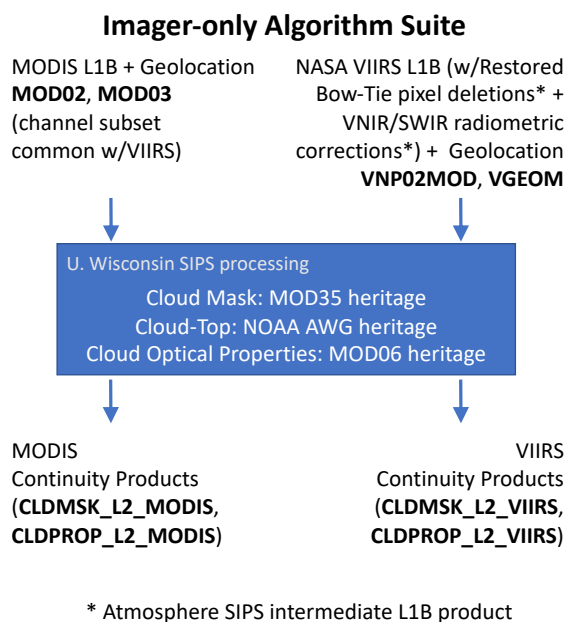 Imager-only Algorithm Suite
MODIS L1B + Geolocation
MOD02, MOD03
(channel subset
common w/VIIRS)
NASA VIIRS L1B (w/Restored
Bow-Tie pixel deletions* +
VNIR/SWIR radiometric
corrections*) + Geolocation
VNP02MOD, VGEOM
U. Wisconsin SIPS processing
Cloud Mask: MOD35 heritage
Cloud-Top: NOAA AWG heritage
Cloud Optical Properties: MOD06 heritage
MODIS
Continuity Products
(CLDMSK_L2_MODIS,
CLDPROP_L2_MODIS)
VIIRS
Continuity Products
(CLDMSK_L2_VIIRS,
CLDPROP_L2_VIIRS)
* Atmosphere SIPS intermediate L1B product